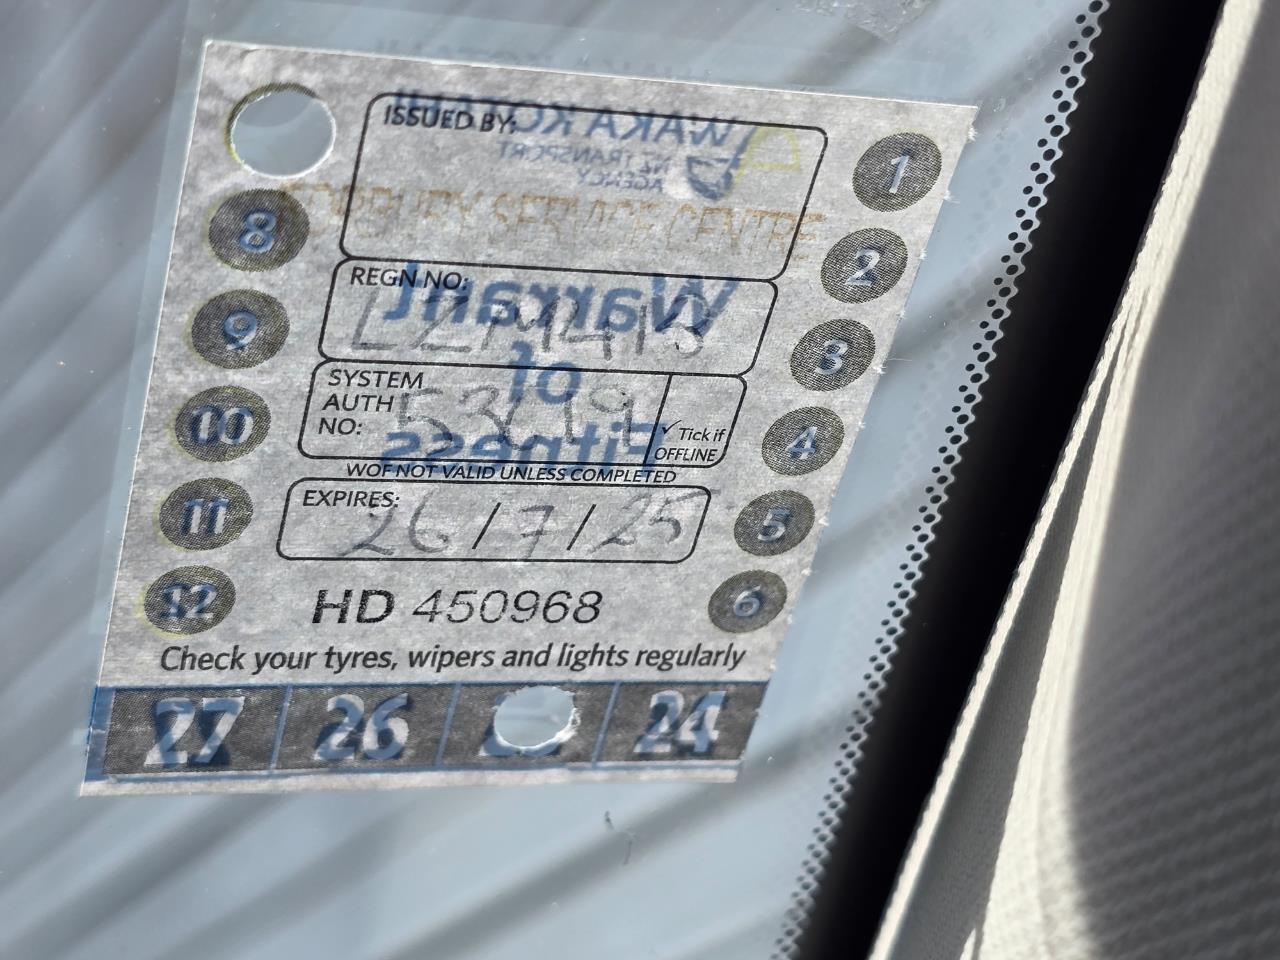 ISSUED BY:
WAKA KOTAHI
NZ TRANSPORT
AGENCY
SERVICE CENTRE
REGN NO:
Warrant
of
Fitness
SYSTEM
AUTH
NO:
✓ Tick if
OFFLINE
WOF NOT VALID UNLESS COMPLETED
EXPIRES: 26/7/25
HD 450968
Check your tyres, wipers and lights regularly
8
9
10
11
12
1
2
3
4
5
6
27 26 24